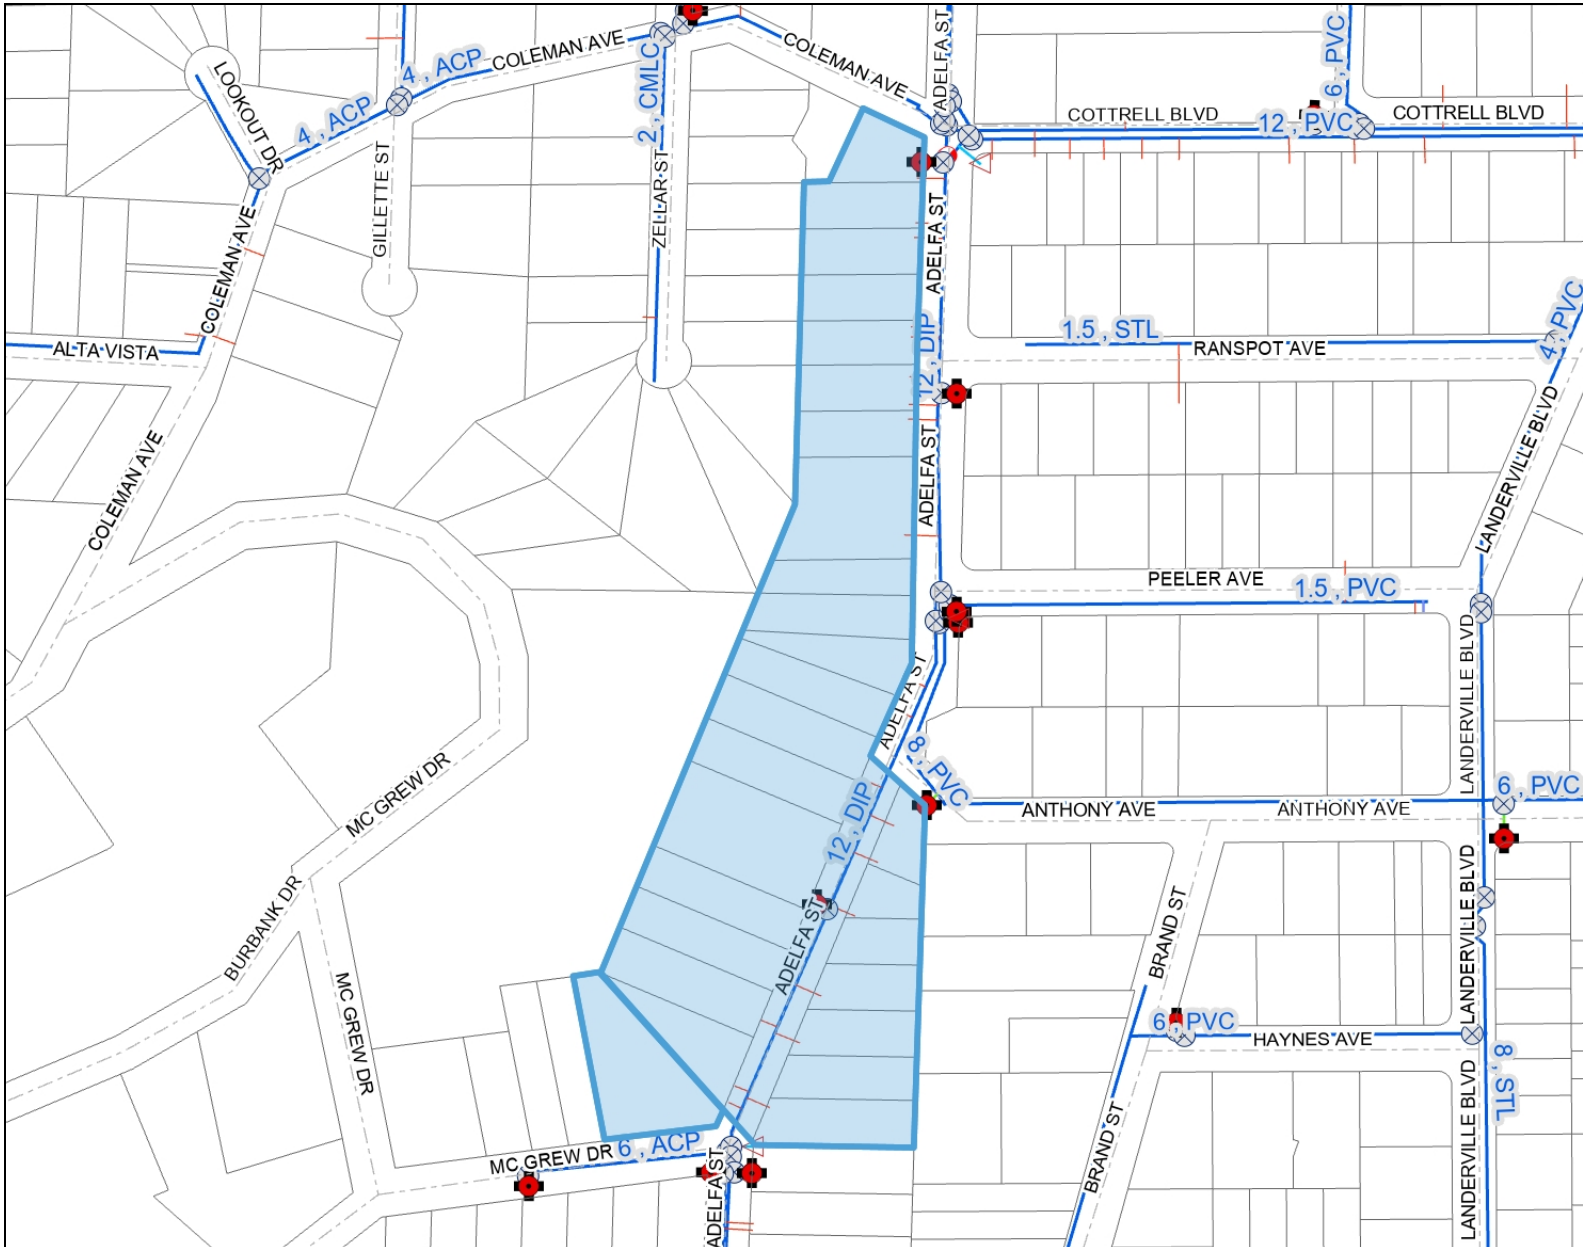 COLEMAN AVE
COLEMAN AVE
ADELFA ST
6 , PVC
4 , ACP
4 , ACP
LOOKOUT DR
2 , CMLC
COTTRELL BLVD
COTTRELL BLVD
12 , PVC
GILLETTE ST
ZELLAR ST
ADELFA ST
COLEMAN AVE
ALTA VISTA
12 , DIP
1.5 , STL
RANSPOT AVE
4 , PVC
COLEMAN AVE
ADELFA ST
LANDERVILLE BLVD
PEELER AVE
1.5 , PVC
ADELFA ST
LANDERVILLE BLVD
8 , PVC
MC GREW DR
12 , DIP
ANTHONY AVE
ANTHONY AVE
6 , PVC
BURBANK DR
ADELFA ST
BRAND ST
LANDERVILLE BLVD
MC GREW DR
6 , PVC
HAYNES AVE
8 , STL
6 , ACP
MC GREW DR
ADELFA ST
BRAND ST
LANDERVILLE BLVD